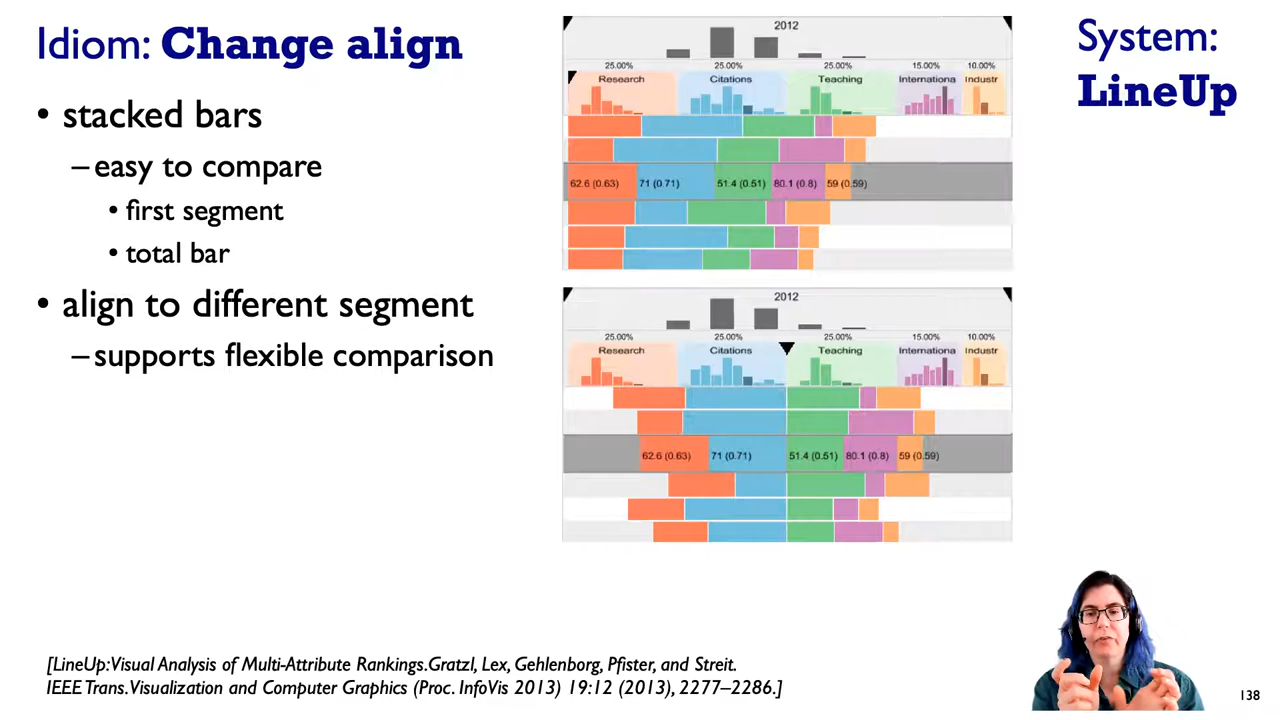 Idiom: Change align
• stacked bars
– easy to compare
• first segment
• total bar
• align to different segment
– supports flexible comparison
System:
LineUp
2012
25.00% 25.00% 25.00% 15.00% 10.00%
Research Citations Teaching Internationa Industr
62.6 (0.63) 71 (0.71) 51.4 (0.51) 80.1 (0.8) 59 (0.59)
2012
25.00% 25.00% 25.00% 15.00% 10.00%
Research Citations Teaching Internationa Industr
62.6 (0.63) 71 (0.71) 51.4 (0.51) 80.1 (0.8) 59 (0.59)
[LineUp:Visual Analysis of Multi-Attribute Rankings.Gratzl, Lex, Gehlenborg, Pfister, and Streit.
IEEE Trans.Visualization and Computer Graphics (Proc. InfoVis 2013) 19:12 (2013), 2277–2286.]
138